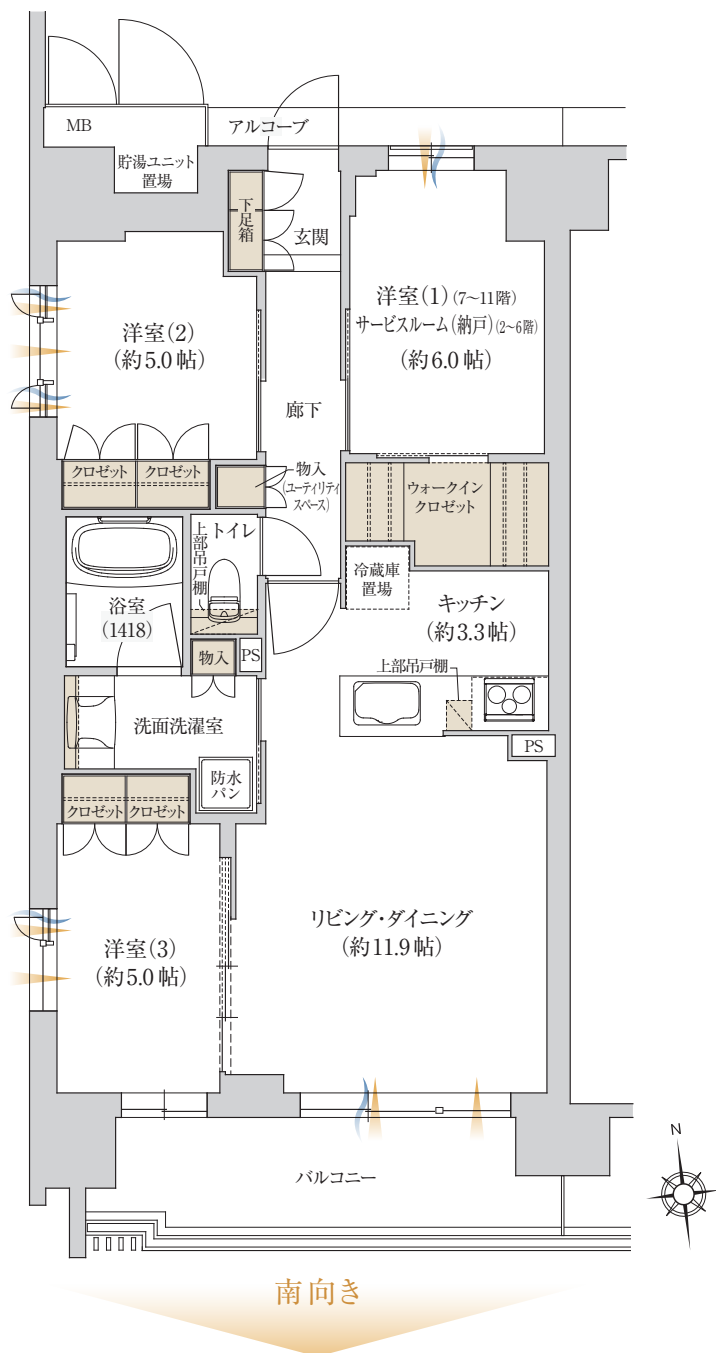 MB
アルコーブ
貯湯ユニット
置場
下足箱
玄関
洋室(1)(7〜11階)
サービスルーム(納戸)(2〜6階)
(約6.0帖)
洋室(2)
(約5.0帖)
廊下
クロゼット
クロゼット
物入
(ユーティリティ
スペース)
ウォークイン
クロゼット
上部吊戸棚
トイレ
冷蔵庫
置場
浴室
(1418)
キッチン
(約3.3帖)
物入
PS
上部吊戸棚
洗面洗濯室
PS
防水
パン
クロゼット
クロゼット
リビング・ダイニング
(約11.9帖)
洋室(3)
(約5.0帖)
N
バルコニー
南向き